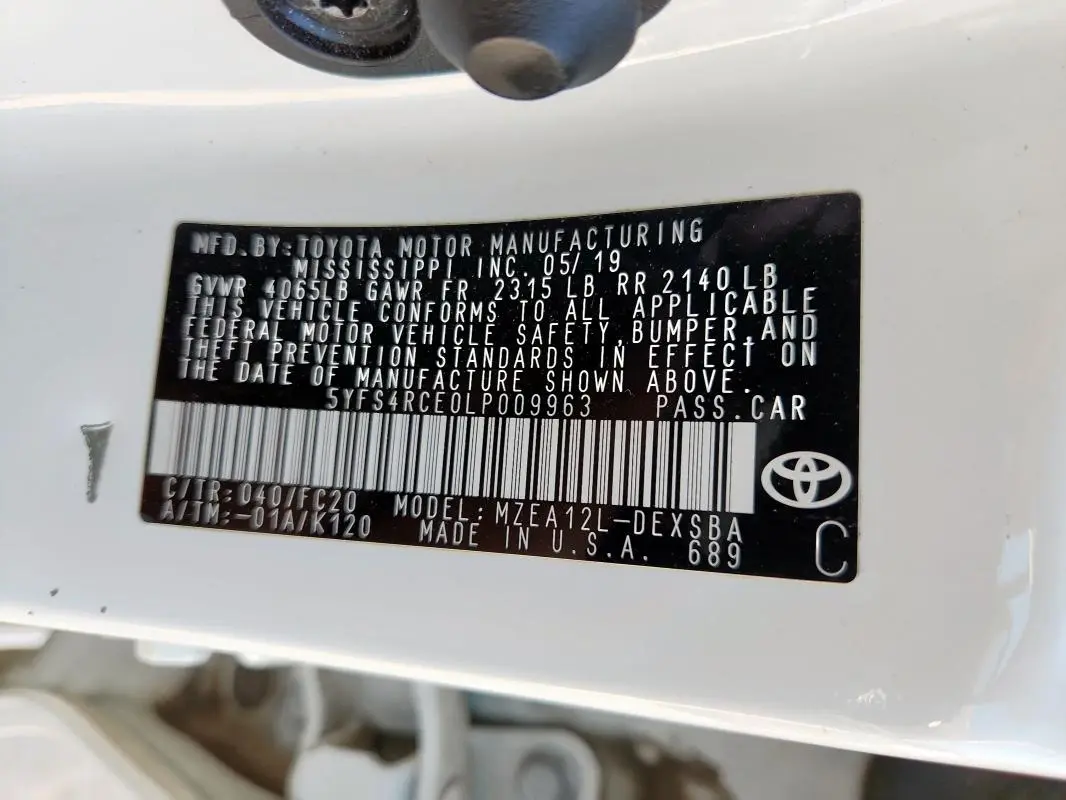 MFD. BY: TOYOTA MOTOR MANUFACTURING
MISSISSIPPI INC. 05/19
GVWR 4065LB GAWR FR 2315 LB RR 2140 LB
THIS VEHICLE CONFORMS TO ALL APPLICABLE
FEDERAL MOTOR VEHICLE SAFETY, BUMPER, AND
THEFT PREVENTION STANDARDS IN EFFECT ON
THE DATE OF MANUFACTURE SHOWN ABOVE.
5YFS4RCE0LP009963 PASS. CAR
C/TR: 040/FC20 MODEL: MZEA12L-DEXSBA
A/TM: -01A/K120 MADE IN U.S.A. 689
C